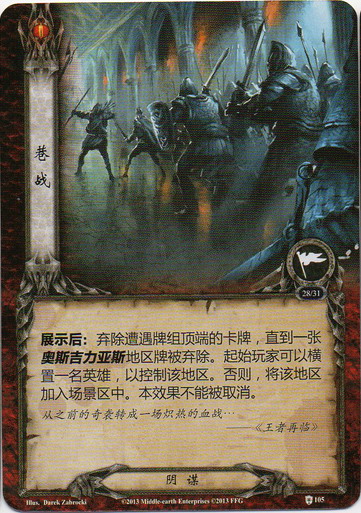 巷战
28/31
展示后：弃除遭遇牌组顶端的卡牌，直到一张
奥斯吉力亚斯地区牌被弃除。起始玩家可以横
置一名英雄，以控制该地区。否则，将该地区
加入场景区中。本效果不能被取消。
从之前的奇袭转成一场炽热的血战…
《王者再临》
阴谋
Illus. Darek Zabrocki
©2013 Middle-earth Enterprises ©2013 FFG
105